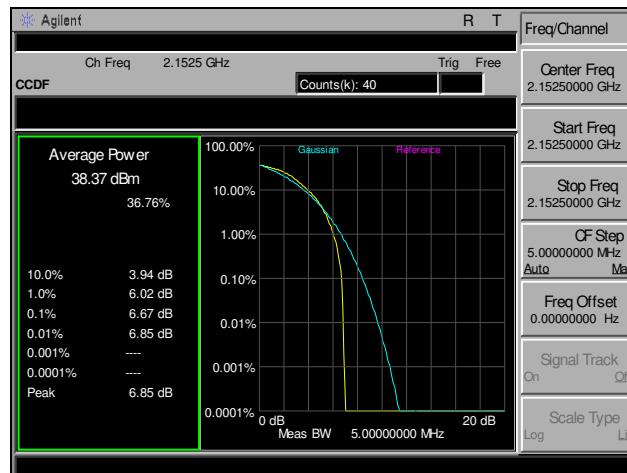 Agilent R T
Freq/Channel
Ch Freq 2.1525 GHz Trig Free
CCDF Counts(k): 40
Center Freq
2.15250000 GHz
Start Freq
2.15250000 GHz
Stop Freq
2.15250000 GHz
CF Step
5.00000000 MHz
Auto Ma
Freq Offset
0.00000000 Hz
Signal Track
On Of
Scale Type
Log Li
Average Power
38.37 dBm
36.76%
10.0% 3.94 dB
1.0% 6.02 dB
0.1% 6.67 dB
0.01% 6.85 dB
0.001% ----
0.0001% ----
Peak 6.85 dB
Gaussian Reference
100.00%
10.00%
1.00%
0.10%
0.01%
0.001%
0.0001%
0 dB 20 dB
Meas BW 5.00000000 MHz